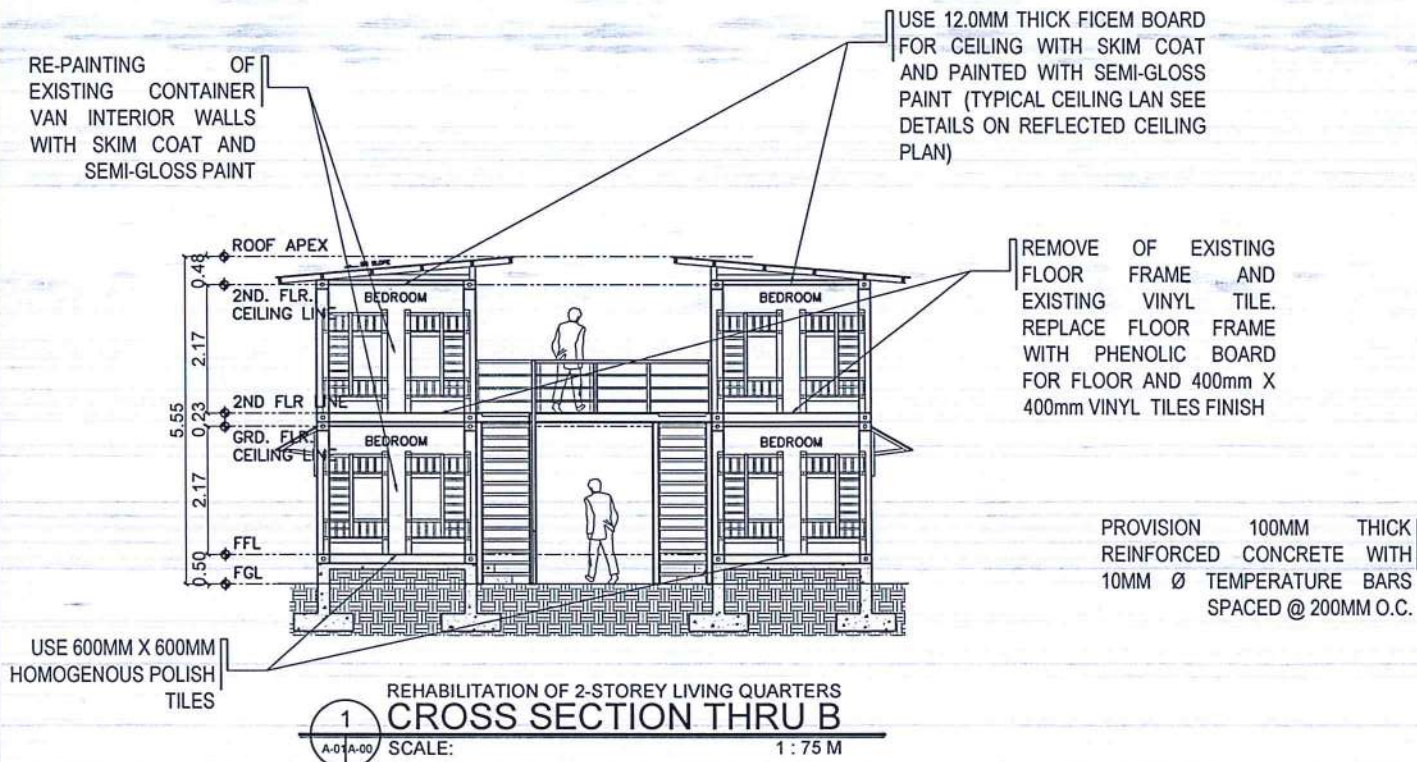 RE-PAINTING OF
EXISTING CONTAINER
VAN INTERIOR WALLS
WITH SKIM COAT AND
SEMI-GLOSS PAINT
USE 12.0MM THICK FICEM BOARD
FOR CEILING WITH SKIM COAT
AND PAINTED WITH SEMI-GLOSS
PAINT (TYPICAL CEILING LAN SEE
DETAILS ON REFLECTED CEILING
PLAN)
REMOVE OF EXISTING
FLOOR FRAME AND
EXISTING VINYL TILE.
REPLACE FLOOR FRAME
WITH PHENOLIC BOARD
FOR FLOOR AND 400mm X
400mm VINYL TILES FINISH
PROVISION 100MM THICK
REINFORCED CONCRETE WITH
10MM Ø TEMPERATURE BARS
SPACED @ 200MM O.C.
ROOF APEX
SLOPE
0.48
2ND. FLR.
CEILING LINE
BEDROOM
BEDROOM
2.17
2ND FLR LINE
0.23
5.55
GRD. FLR.
CEILING LINE
BEDROOM
BEDROOM
2.17
FFL
0.50
FGL
USE 600MM X 600MM
HOMOGENOUS POLISH
TILES
REHABILITATION OF 2-STOREY LIVING QUARTERS
1
CROSS SECTION THRU B
A-01 A-00
SCALE: 1 : 75 M